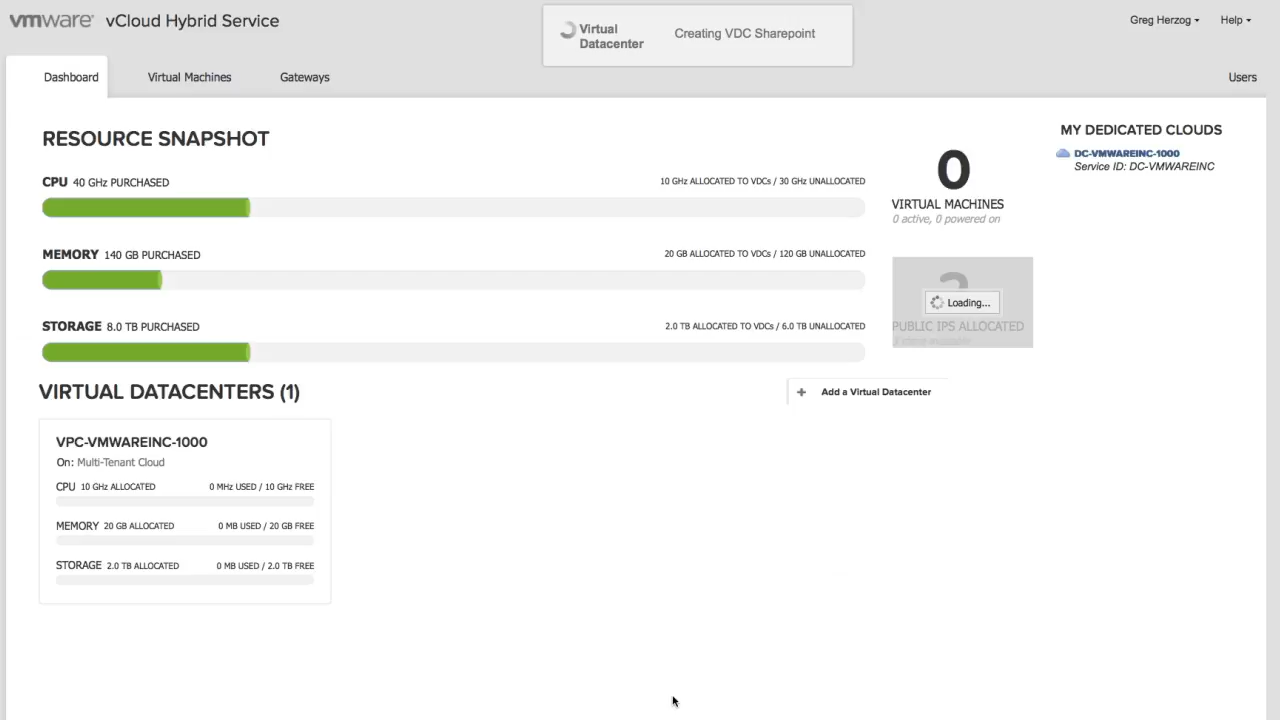 vmware vCloud Hybrid Service
Virtual Datacenter
Creating VDC Sharepoint
Greg Herzog
Help
Dashboard
Virtual Machines
Gateways
Users
RESOURCE SNAPSHOT
CPU 40 GHz PURCHASED
10 GHz ALLOCATED TO VDCs / 30 GHz UNALLOCATED
MEMORY 140 GB PURCHASED
20 GB ALLOCATED TO VDCs / 120 GB UNALLOCATED
STORAGE 8.0 TB PURCHASED
2.0 TB ALLOCATED TO VDCs / 6.0 TB UNALLOCATED
0
VIRTUAL MACHINES
0 active, 0 powered on
Loading...
PUBLIC IPS ALLOCATED
MY DEDICATED CLOUDS
DC-VMWAREINC-1000
Service ID: DC-VMWAREINC
VIRTUAL DATACENTERS (1)
+ Add a Virtual Datacenter
VPC-VMWAREINC-1000
On: Multi-Tenant Cloud
CPU 10 GHz ALLOCATED 0 MHz USED / 10 GHz FREE
MEMORY 20 GB ALLOCATED 0 MB USED / 20 GB FREE
STORAGE 2.0 TB ALLOCATED 0 MB USED / 2.0 TB FREE